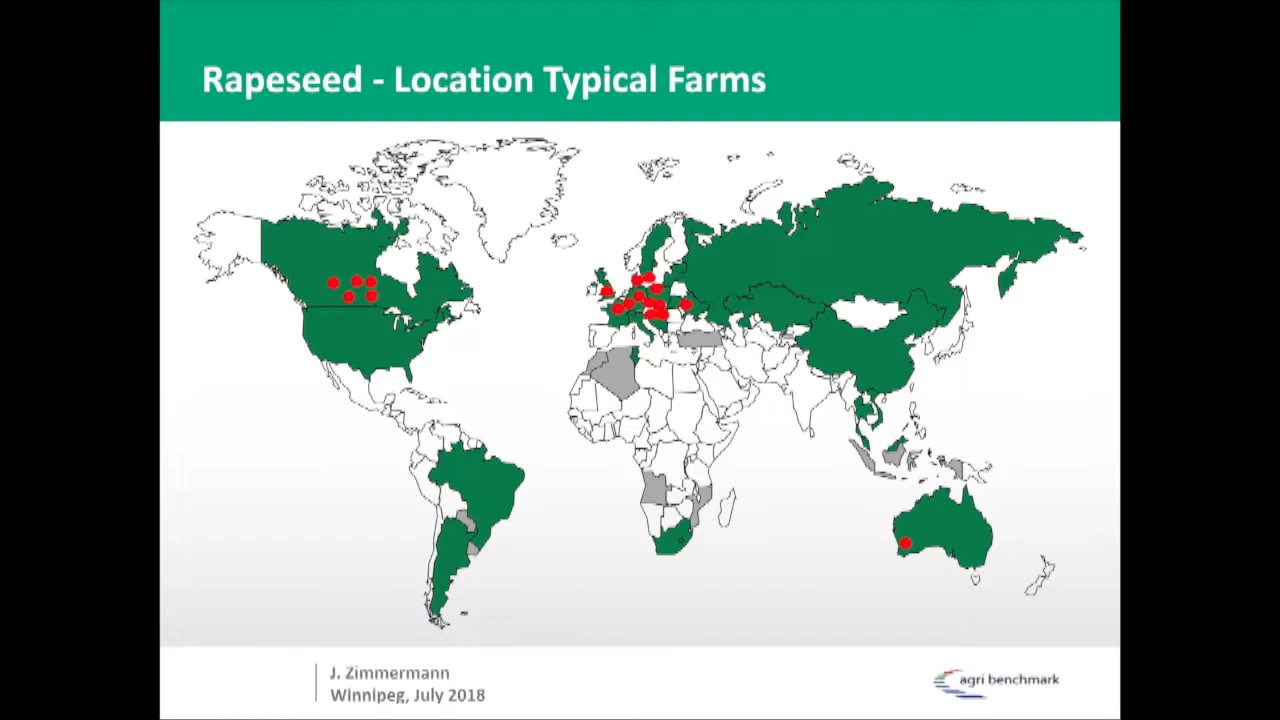 Rapeseed - Location Typical Farms
J. Zimmermann
Winnipeg, July 2018
agri benchmark